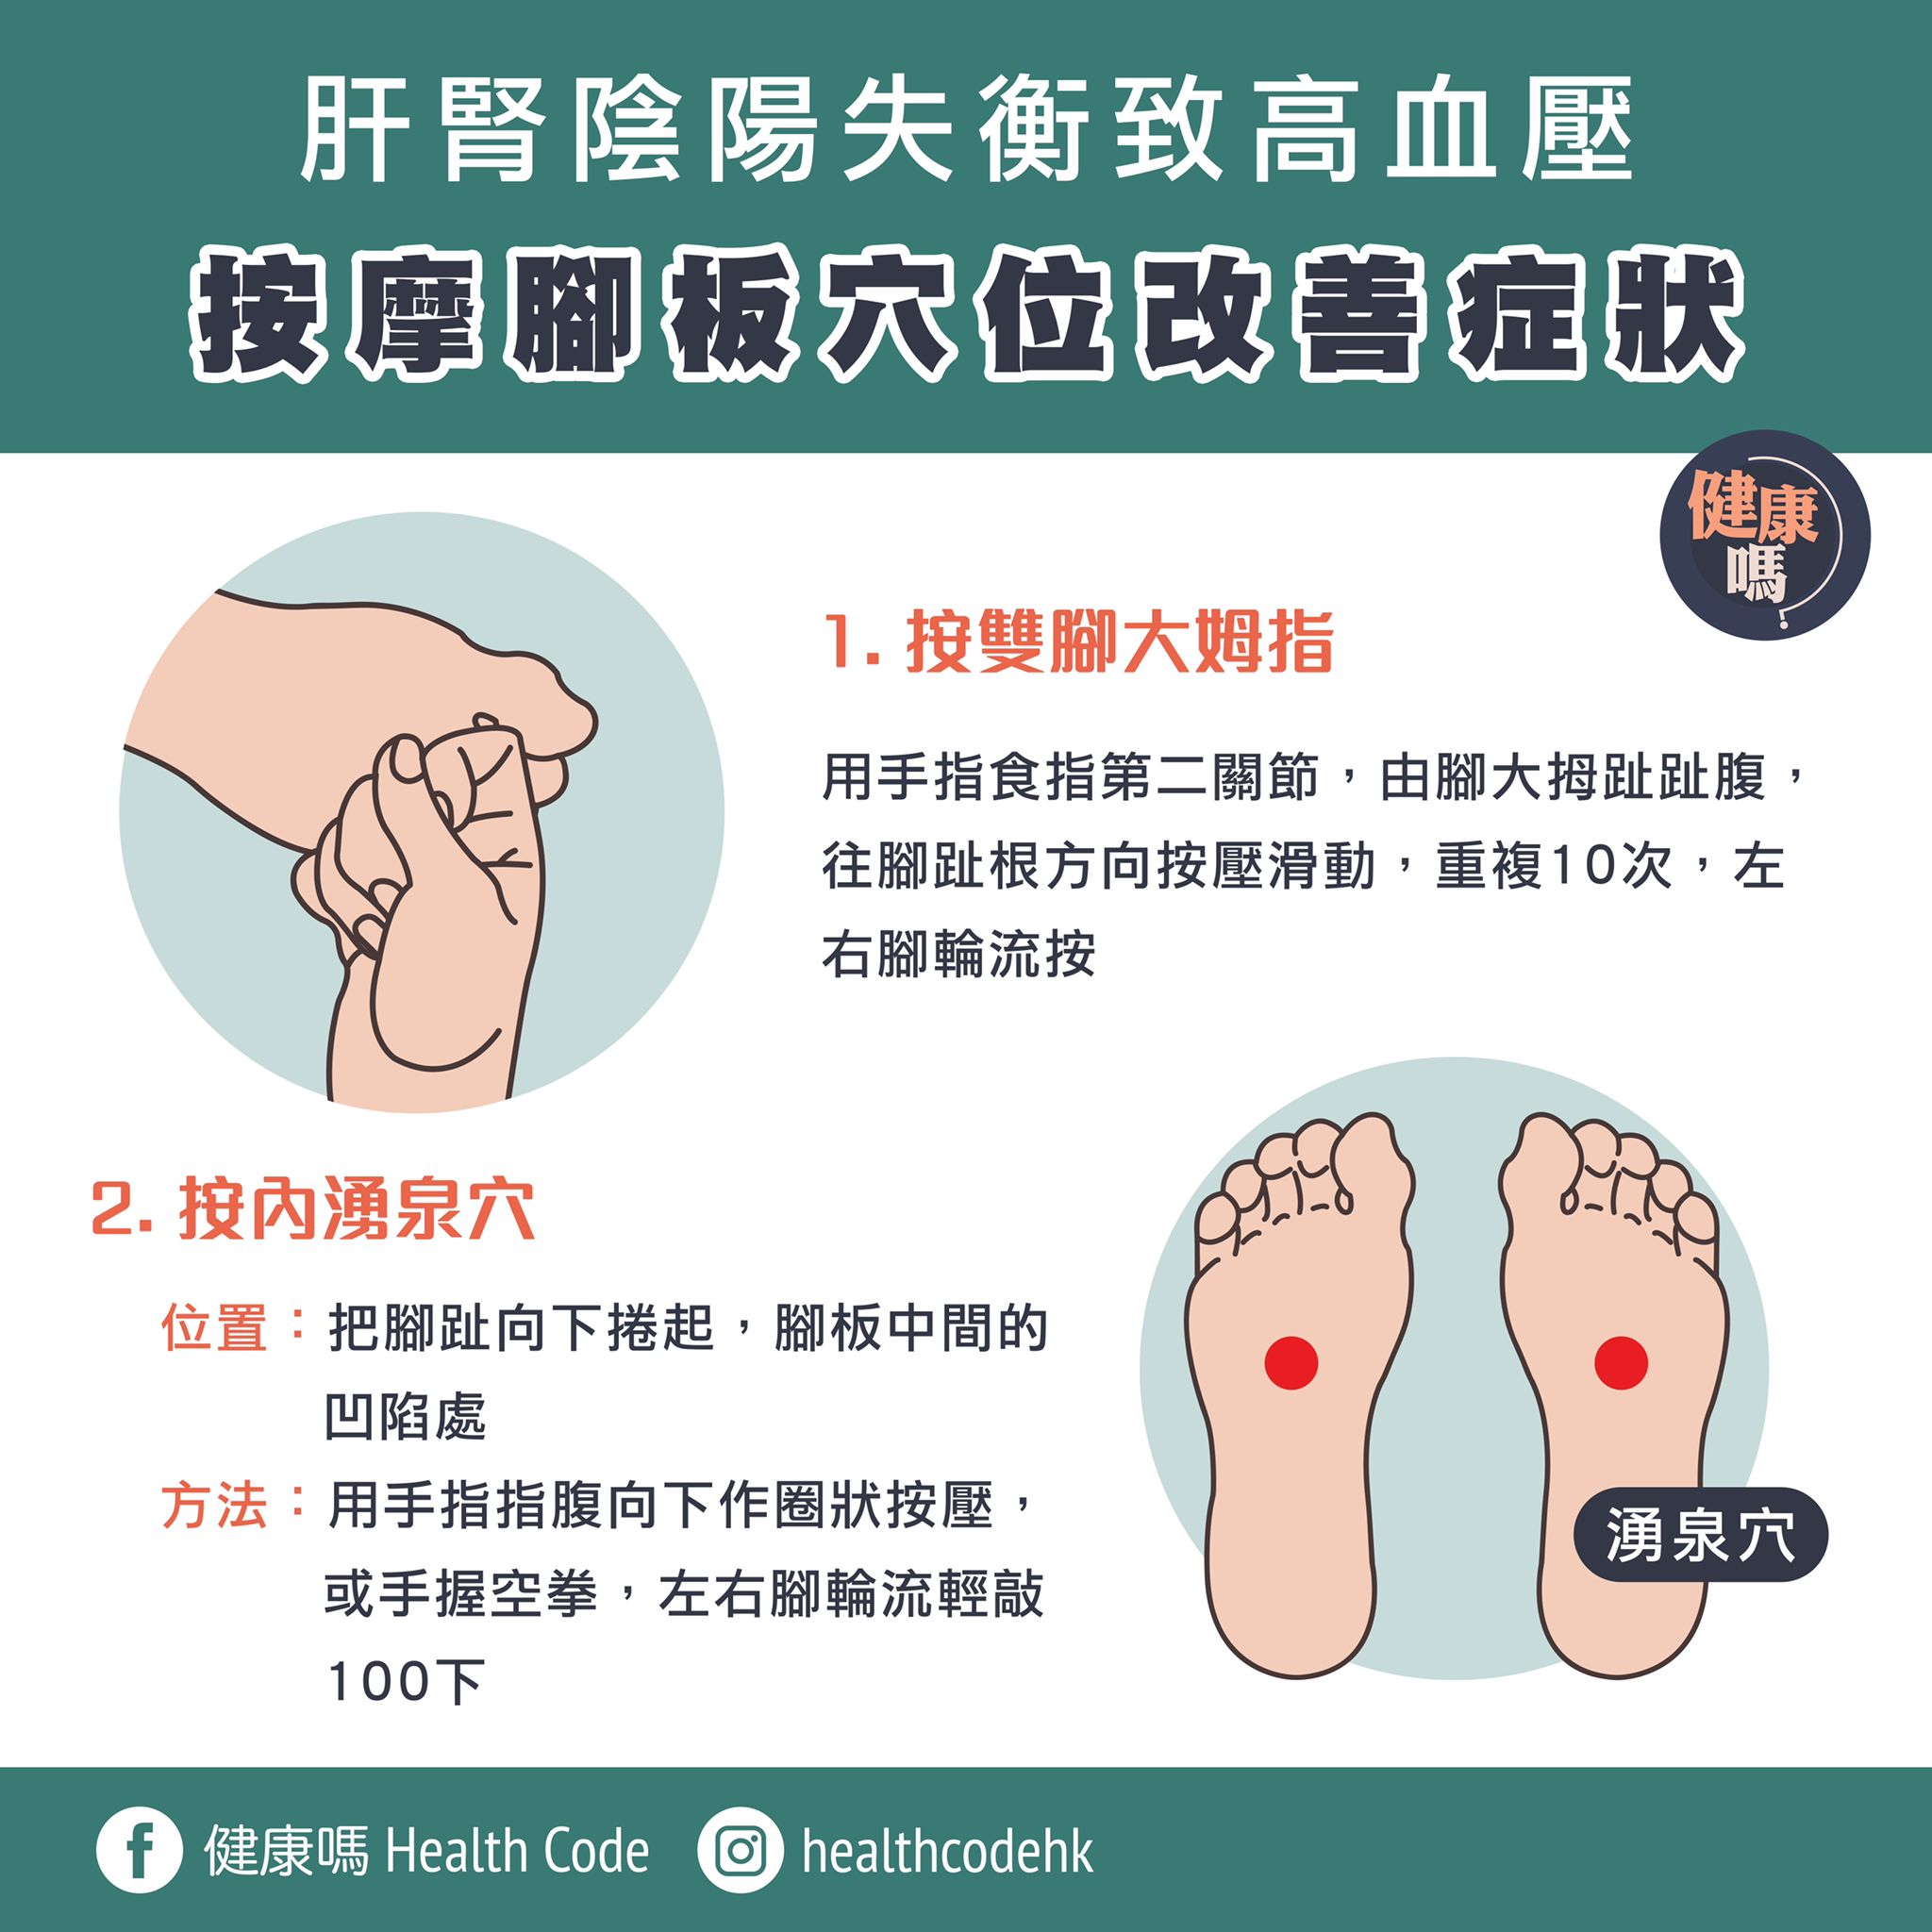 肝腎陰陽失衡致高血壓
按摩腳板穴位改善症狀
健康
嗎
1. 按雙腳大姆指
用手指食指第二關節，由腳大拇趾趾腹，
往腳趾根方向按壓滑動，重複10次，左
右腳輪流按
2. 按內湧泉穴
位置：把腳趾向下捲起，腳板中間的
凹陷處
方法：用手指指腹向下作圈狀按壓，
或手握空拳，左右腳輪流輕敲
100下
湧泉穴
健康嗎 Health Code
healthcodehk